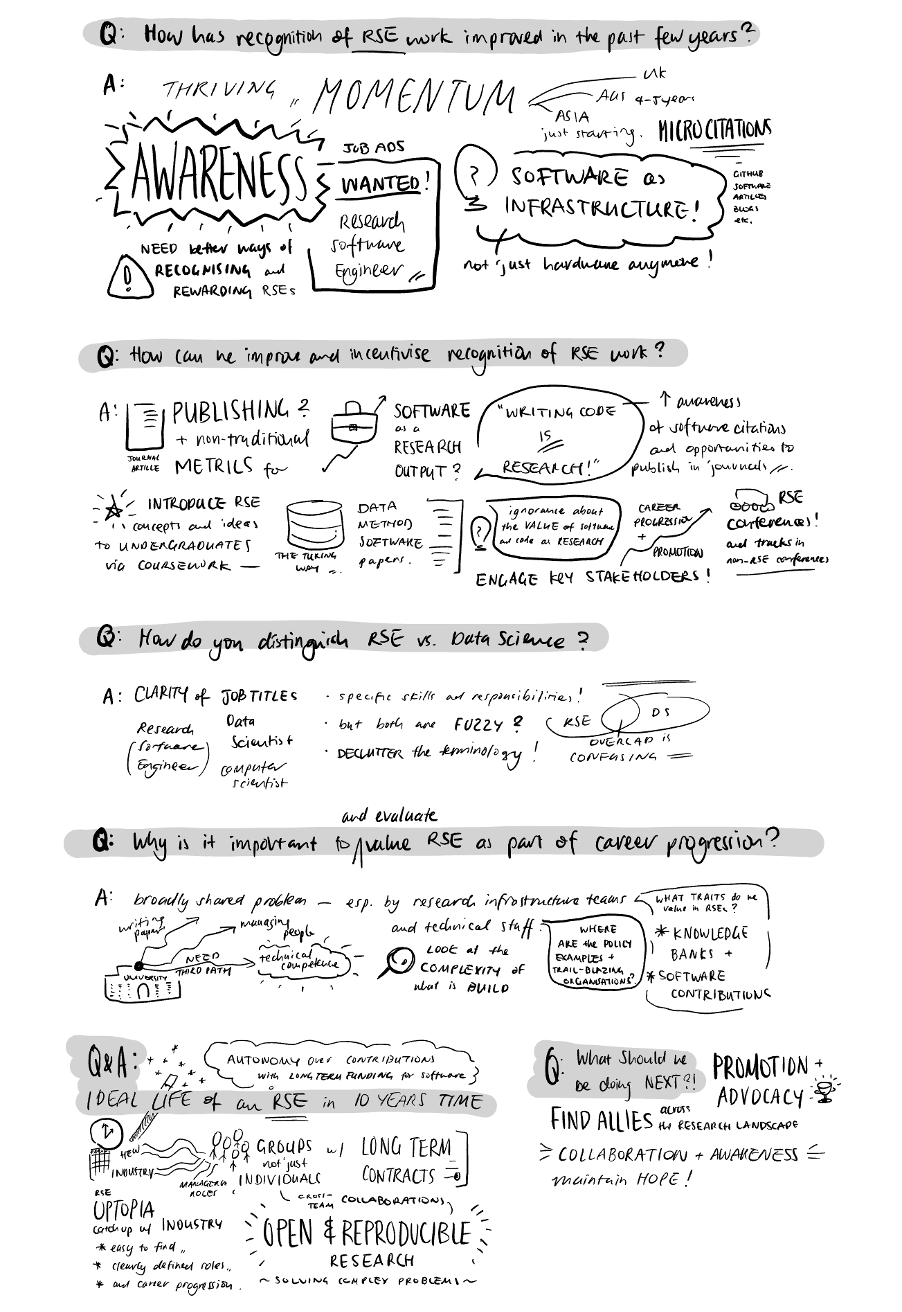 Q: How has recognition of RSE work improved in the past few years?
A: THRIVING MOMENTUM
UK
AUS 4-5 years
ASIA
just starting.
MICROCITATIONS
GITHUB
SOFTWARE
ARTICLES
BLOGS
etc.
AWARENESS
NEED better ways of
RECOGNISING and
REWARDING RSEs
JOB ADS
WANTED!
Research
Software
Engineer
?
SOFTWARE as
INFRASTRUCTURE!
not just hardware anymore!
Q: How can we improve and incentivise recognition of RSE work?
A: JOURNAL
ARTICLE
PUBLISHING?
+ non-traditional
METRICS for
SOFTWARE
as a
RESEARCH
OUTPUT?
"WRITING CODE
IS
RESEARCH!"
↑ awareness
of software citations
and opportunities to
publish in journals
INTRODUCE RSE
concepts and ideas
to UNDERGRADUATES
via COURSEWORK —
THE TURING
WAY
DATA
METHOD
SOFTWARE
papers.
ignorance about
the VALUE of software
and code as RESEARCH
CAREER
PROGRESSION
+
PROMOTION
ENGAGE KEY STAKEHOLDERS!
RSE
conferences!
and tracks in
non-RSE conferences
Q: How do you distinguish RSE vs. Data Science?
A: CLARITY of JOB TITLES
Research
Software
Engineer
Data
Scientist
computer
scientist
· specific skills and responsibilities!
· but both are FUZZY?
· DECLUTTER the terminology!
RSE
DS
OVERLAP IS
CONFUSING
and evaluate
Q: Why is it important to value RSE as part of career progression?
A: broadly shared problem — esp. by research infrastructure teams
and technical staff.
writing
papers
managing
people
NEED
THIRD PATH
technical
competence
UNIVERSITY
LOOK at the
COMPLEXITY of
what is BUILD
WHERE
ARE the POLICY
EXAMPLES +
TRAIL-BLAZING
ORGANISATIONS?
WHAT TRAITS do we
value in RSEs?
* KNOWLEDGE
BANKS +
* SOFTWARE
CONTRIBUTIONS
Q&A:
AUTONOMY over CONTRIBUTIONS
with LONG TERM FUNDING for software
IDEAL LIFE of an RSE in 10 YEARS TIME
NEW
INDUSTRY
MANAGERIAL
ROLES
GROUPS w/
not just
INDIVIDUALS
LONG TERM
CONTRACTS
CROSS-
TEAM COLLABORATIONS
RSE
UPTOPIA
catch up w/ INDUSTRY
* easy to find
* clearly defined roles
* and career progression.
OPEN & REPRODUCIBLE
RESEARCH
~ SOLVING COMPLEX PROBLEMS ~
Q: What should we
be doing NEXT?!
PROMOTION +
ADVOCACY
FIND ALLIES across
the RESEARCH LANDSCAPE
COLLABORATION + AWARENESS
maintain HOPE!